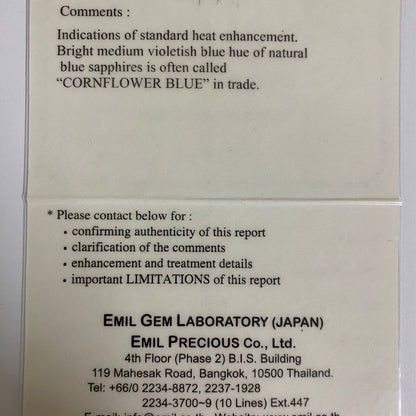 Comments :
Indications of standard heat enhancement.
Bright medium violetish blue hue of natural
blue sapphires is often called
“CORNFLOWER BLUE” in trade.
* Please contact below for :
• confirming authenticity of this report
• clarification of the comments
• enhancement and treatment details
• important LIMITATIONS of this report
EMIL GEM LABORATORY (JAPAN)
EMIL PRECIOUS CO., LTD.
4th Floor (Phase 2) B.I.S. Building
119 Mahesak Road, Bangkok, 10500 Thailand.
Tel: +66/0 2234-8872, 2237-1928
2234-3700~9 (10 Lines) Ext.447